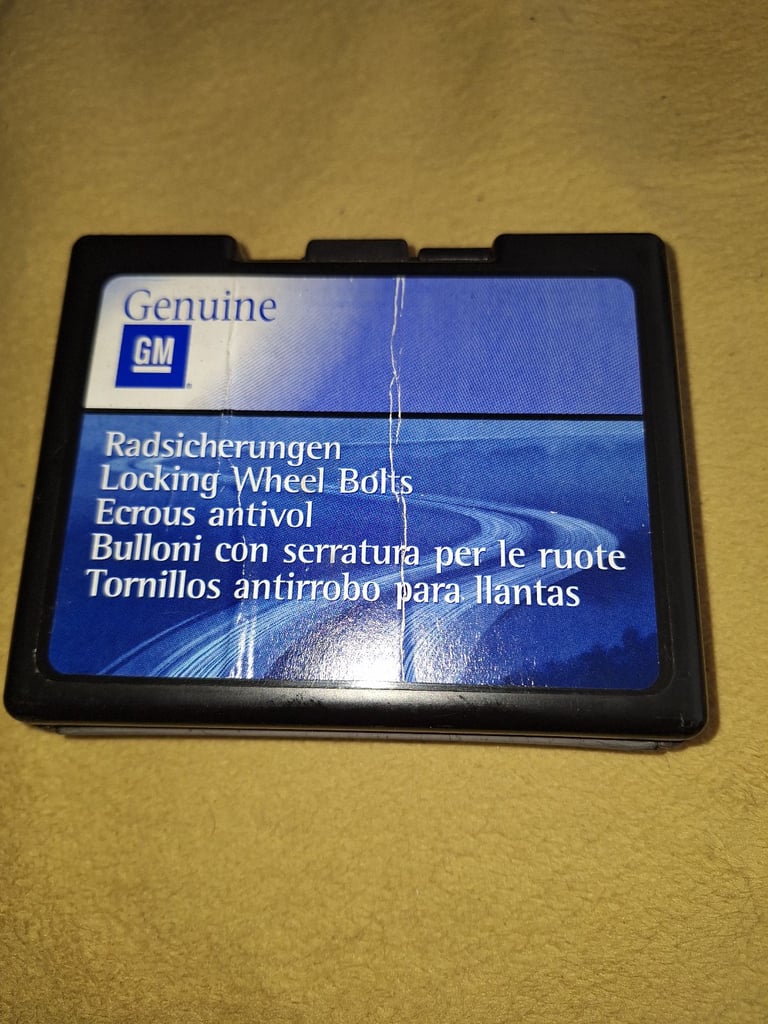 Genuine
GM
Radsicherungen
Locking Wheel Bolts
Ecrous antivol
Bulloni con serratura per le ruote
Tornillos antirrobo para llantas